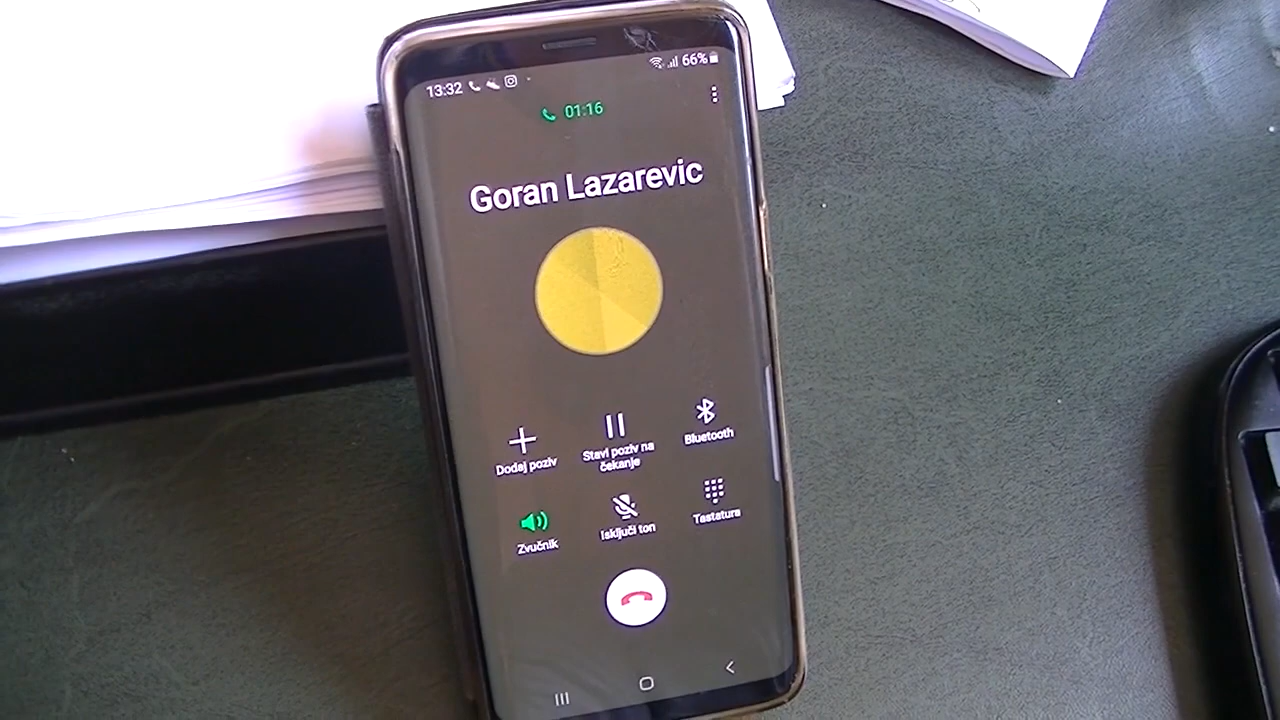 13:32 66%
01:16
Goran Lazarevic
Dodaj poziv
Stavi poziv na
čekanje
Bluetooth
Zvučnik
Isključi ton
Tastatura